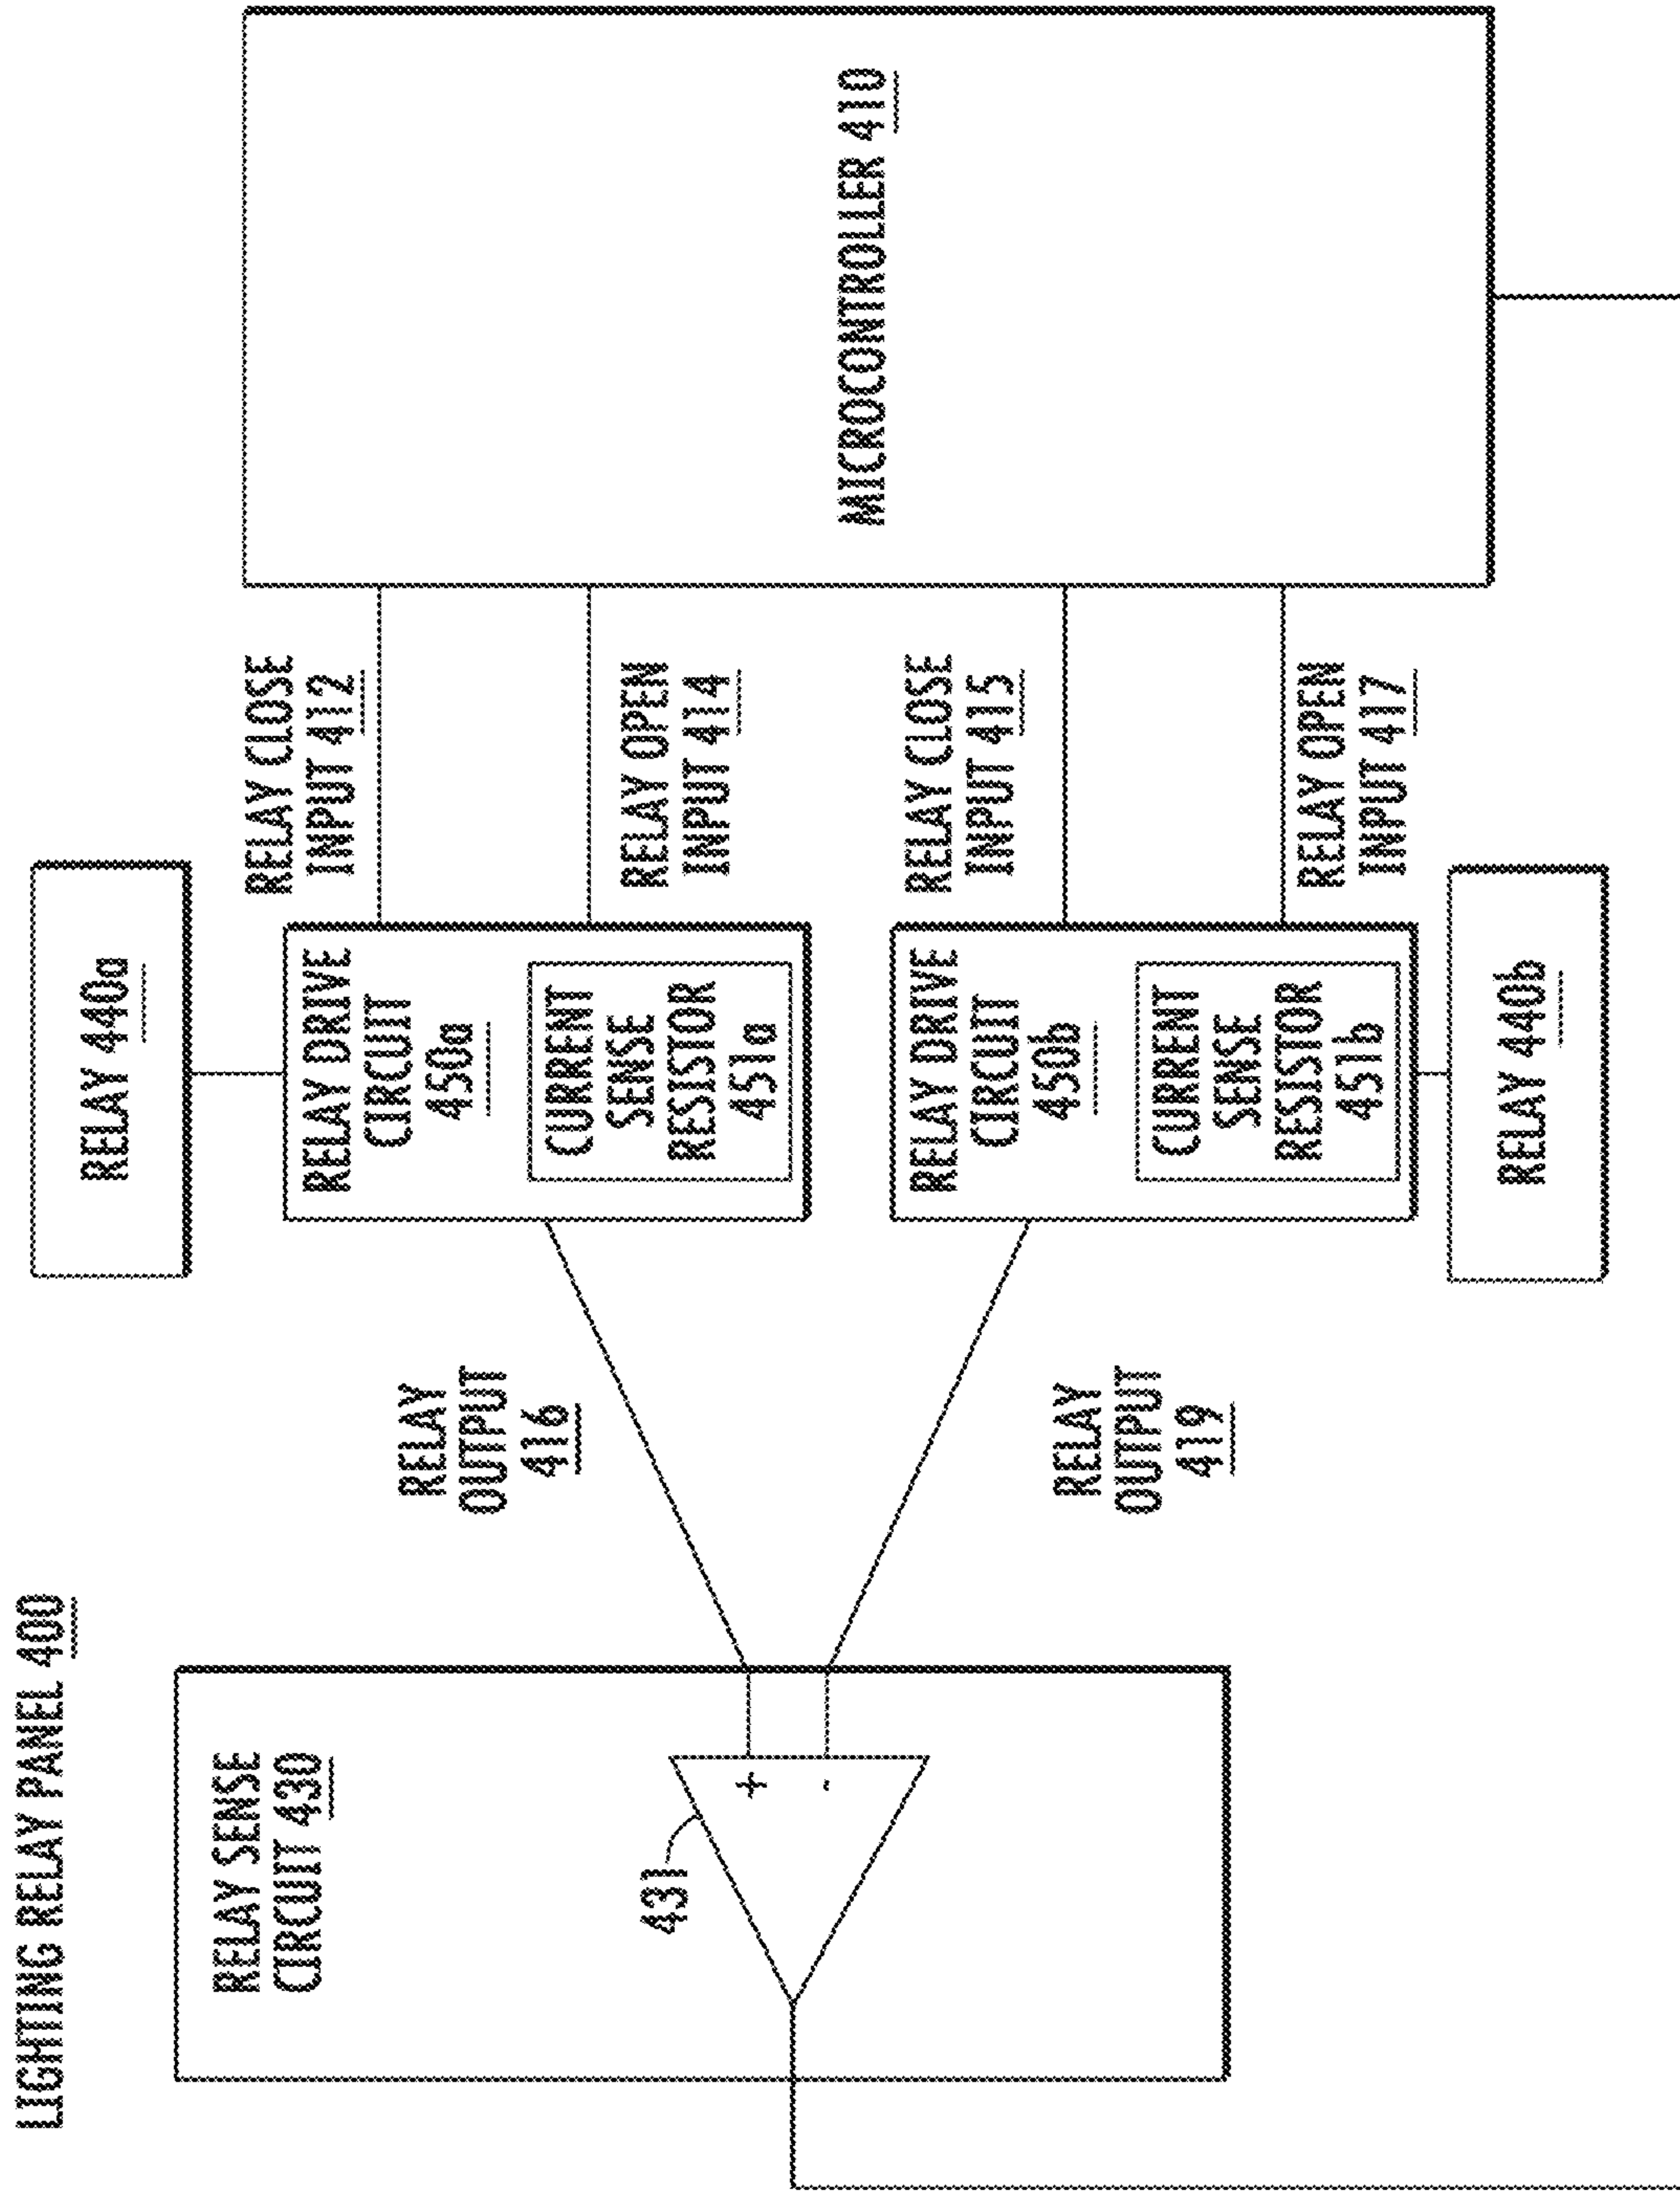 LIGHTING RELAY PANEL 400
RELAY SENSE
CIRCUIT 430
431
+
-
RELAY
OUTPUT
416
RELAY
OUTPUT
419
RELAY 440a
RELAY DRIVE
CIRCUIT
450a
CURRENT
SENSE
RESISTOR
451a
RELAY DRIVE
CIRCUIT
450b
CURRENT
SENSE
RESISTOR
451b
RELAY 440b
RELAY CLOSE
INPUT 412
RELAY OPEN
INPUT 414
RELAY CLOSE
INPUT 415
RELAY OPEN
INPUT 417
MICROCONTROLLER 410